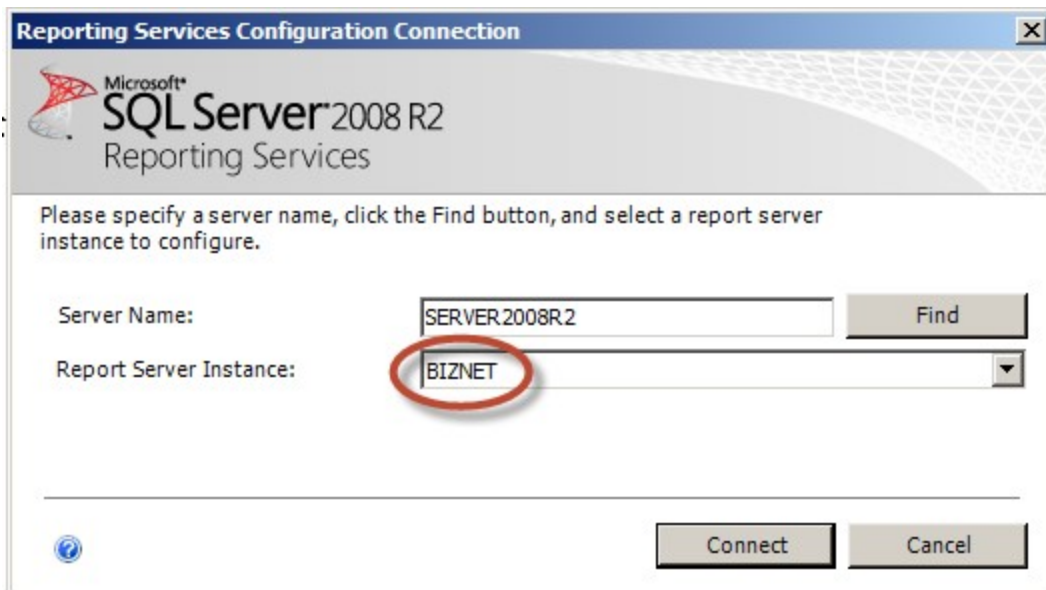 Reporting Services Configuration Connection
Microsoft®
SQL Server® 2008 R2
Reporting Services
Please specify a server name, click the Find button, and select a report server
instance to configure.
Server Name: SERVER2008R2 Find
Report Server Instance: BIZNET
Connect Cancel